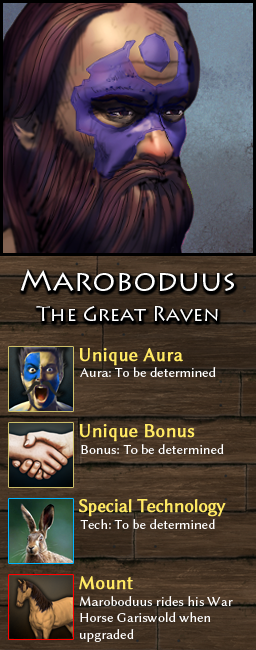 Maroboduus
The Great Raven
Unique Aura
Aura: To be determined
Unique Bonus
Bonus: To be determined
Special Technology
Tech: To be determined
Mount
Maroboduus rides his War
Horse Gariswold when
upgraded